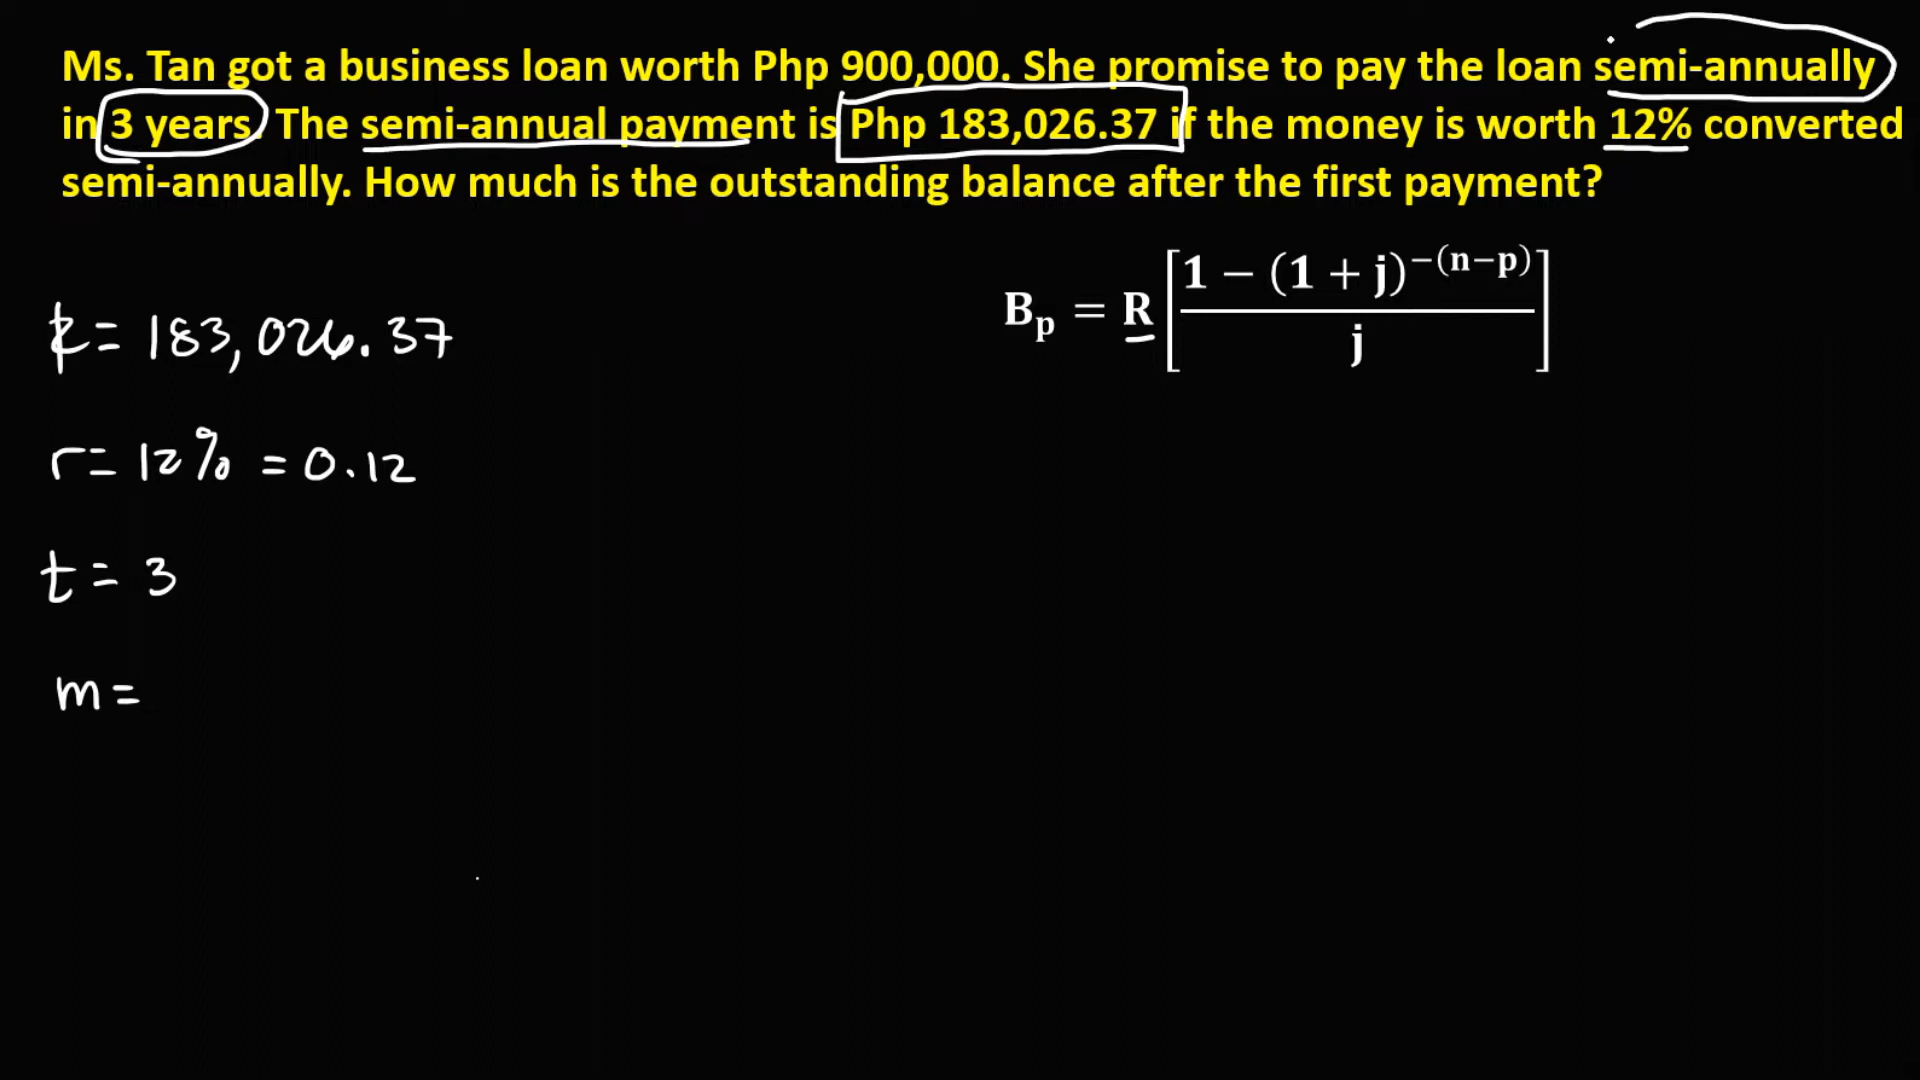 Ms. Tan got a business loan worth Php 900,000. She promise to pay the loan semi-annually
in 3 years. The semi-annual payment is Php 183,026.37 if the money is worth 12% converted
semi-annually. How much is the outstanding balance after the first payment?
B_p = R [ (1 − (1 + j)^−(n−p)) / j ]
R = 183,026.37
r = 12% = 0.12
t = 3
m =